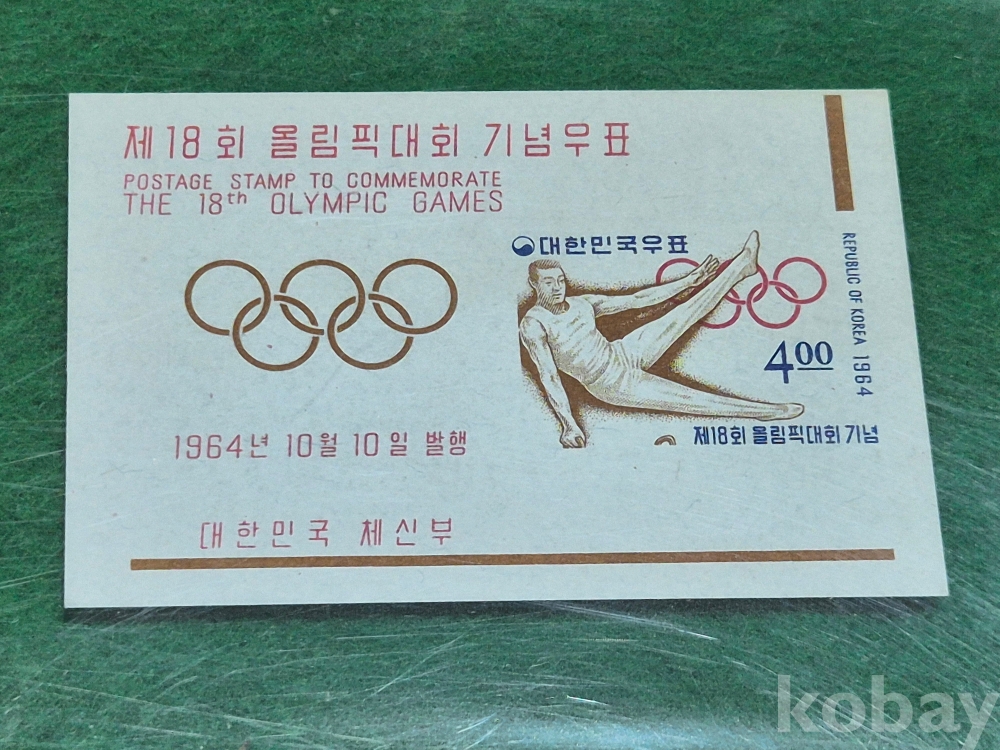 제18회 올림픽대회 기념우표
POSTAGE STAMP TO COMMEMORATE
THE 18th OLYMPIC GAMES
대한민국우표
REPUBLIC OF KOREA 1964
400
제18회 올림픽대회기념
1964년 10월 10일 발행
대한민국 체신부
kobay